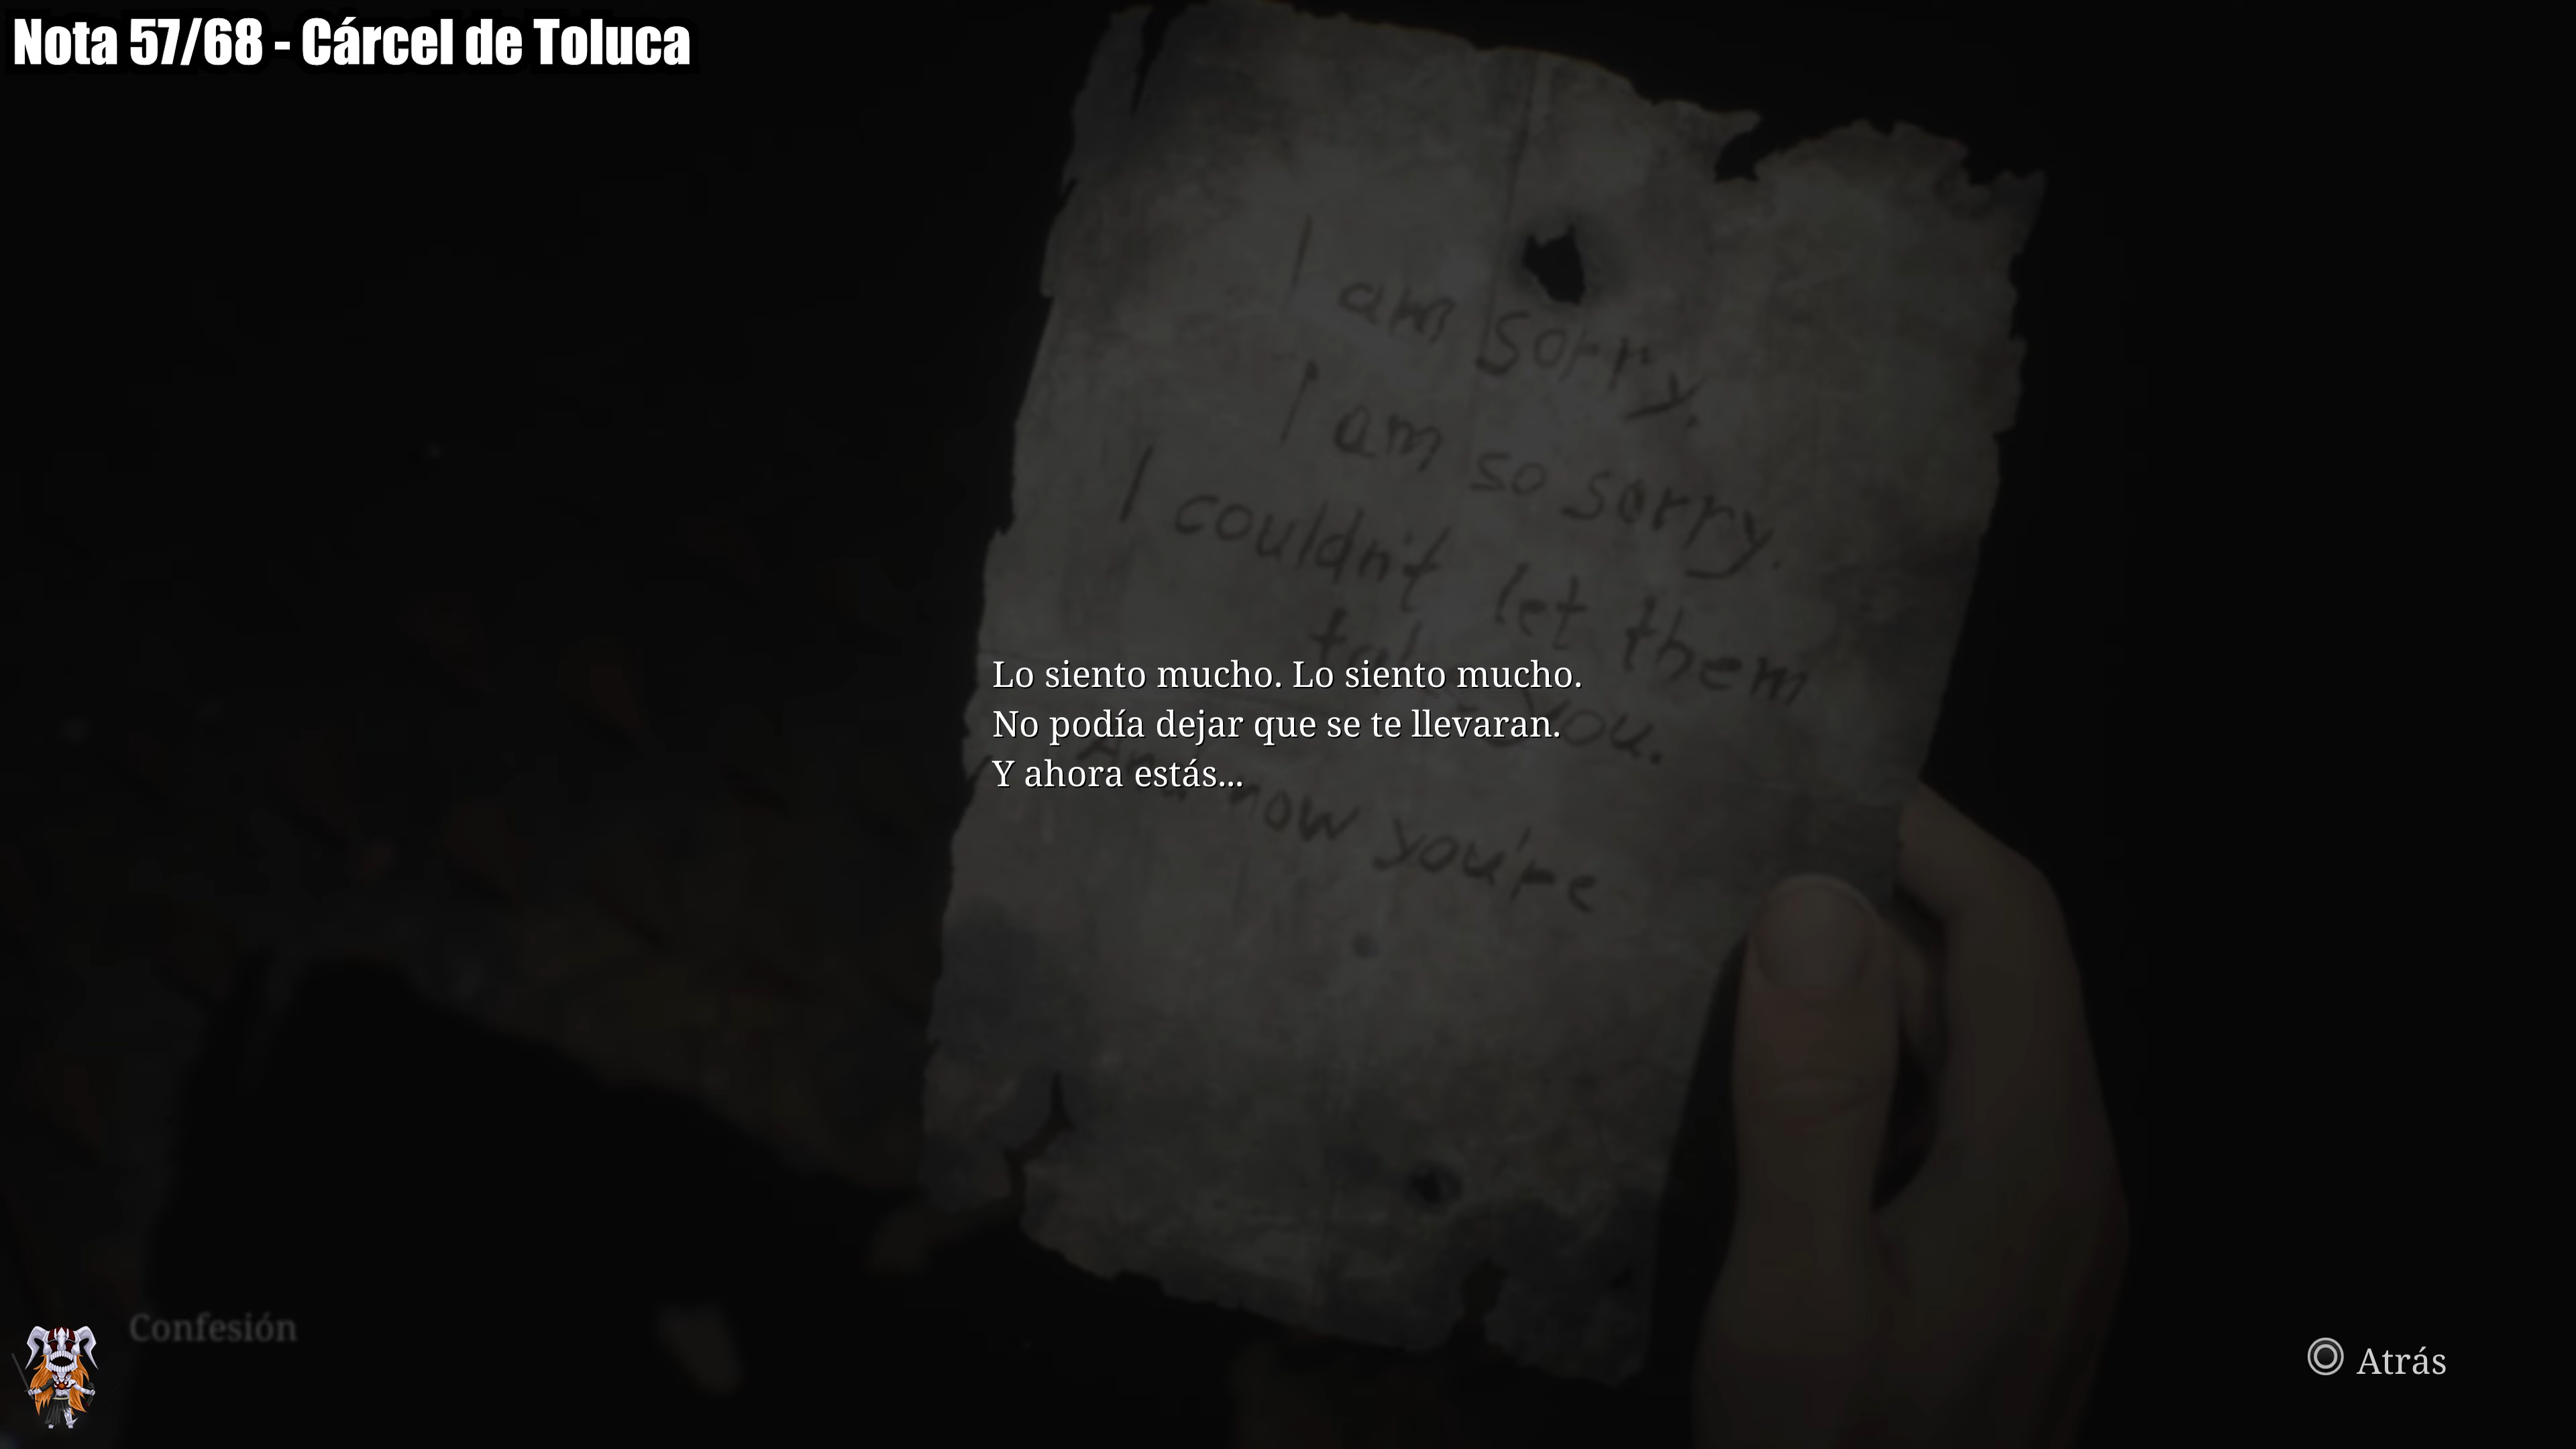 Nota 57/68 - Cárcel de Toluca
I am sorry.
I am so sorry.
I couldn't let them
you.
And now you're
Lo siento mucho. Lo siento mucho.
No podía dejar que se te llevaran.
Y ahora estás...
Confesión
Atrás